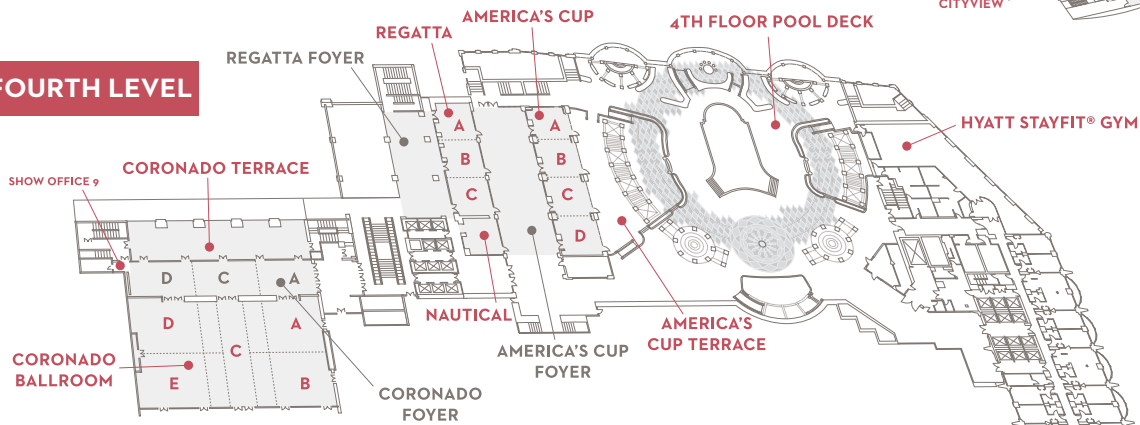 CITYVIEW
AMERICA'S CUP
4TH FLOOR POOL DECK
REGATTA
REGATTA FOYER
FOURTH LEVEL
HYATT STAYFIT® GYM
CORONADO TERRACE
SHOW OFFICE 9
A
B
C
A
B
C
D
D
C
A
D
C
A
E
B
NAUTICAL
AMERICA'S
CUP TERRACE
AMERICA'S CUP
FOYER
CORONADO
BALLROOM
CORONADO
FOYER